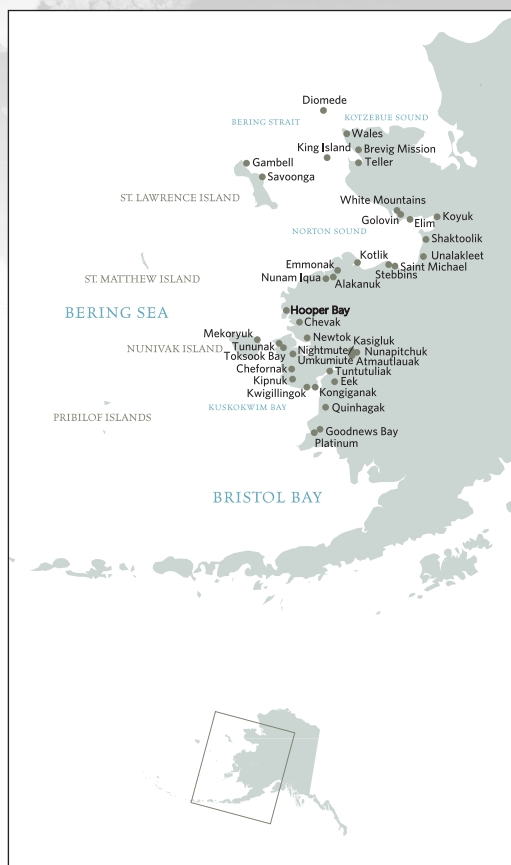 Diomede
BERING STRAIT
KOTZEBUE SOUND
Wales
King Island
Brevig Mission
Gambell
Teller
Savoonga
ST. LAWRENCE ISLAND
White Mountains
Golovin
Koyuk
Elim
NORTON SOUND
Shaktoolik
Kotlik
Unalakleet
Emmonak
Saint Michael
Stebbins
ST. MATTHEW ISLAND
Nunam Iqua
Alakanuk
BERING SEA
Hooper Bay
Chevak
Mekoryuk
Newtok
Kasigluk
Tununak
NUNIVAK ISLAND
Nightmute
Nunapitchuk
Toksook Bay
Umkumiute
Atmautlauak
Chefornak
Tuntutuliak
Kipnuk
Eek
Kwigillingok
Kongiganak
KUSKOKWIM BAY
Quinhagak
PRIBILOF ISLANDS
Goodnews Bay
Platinum
BRISTOL BAY